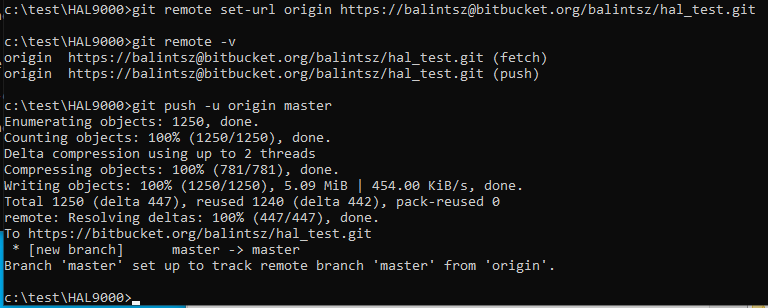 c:\test\HAL9000>git remote set-url origin https://balintsz@bitbucket.org/balintsz/hal_test.git
c:\test\HAL9000>git remote -v
origin  https://balintsz@bitbucket.org/balintsz/hal_test.git (fetch)
origin  https://balintsz@bitbucket.org/balintsz/hal_test.git (push)
c:\test\HAL9000>git push -u origin master
Enumerating objects: 1250, done.
Counting objects: 100% (1250/1250), done.
Delta compression using up to 2 threads
Compressing objects: 100% (781/781), done.
Writing objects: 100% (1250/1250), 5.09 MiB | 454.00 KiB/s, done.
Total 1250 (delta 447), reused 1240 (delta 442), pack-reused 0
remote: Resolving deltas: 100% (447/447), done.
To https://bitbucket.org/balintsz/hal_test.git
 * [new branch]      master -> master
Branch 'master' set up to track remote branch 'master' from 'origin'.
c:\test\HAL9000>